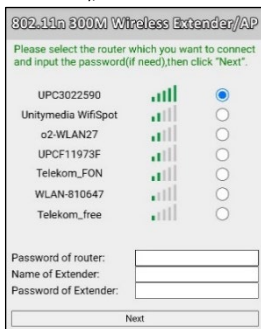 802.11n 300M Wireless Extender/AP
Please select the router which you want to connect
and input the password(if need),then click "Next".
UPC3022590
Unitymedia WifiSpot
o2-WLAN27
UPCF11973F
Telekom_FON
WLAN-810647
Telekom_free
Password of router:
Name of Extender:
Password of Extender:
Next